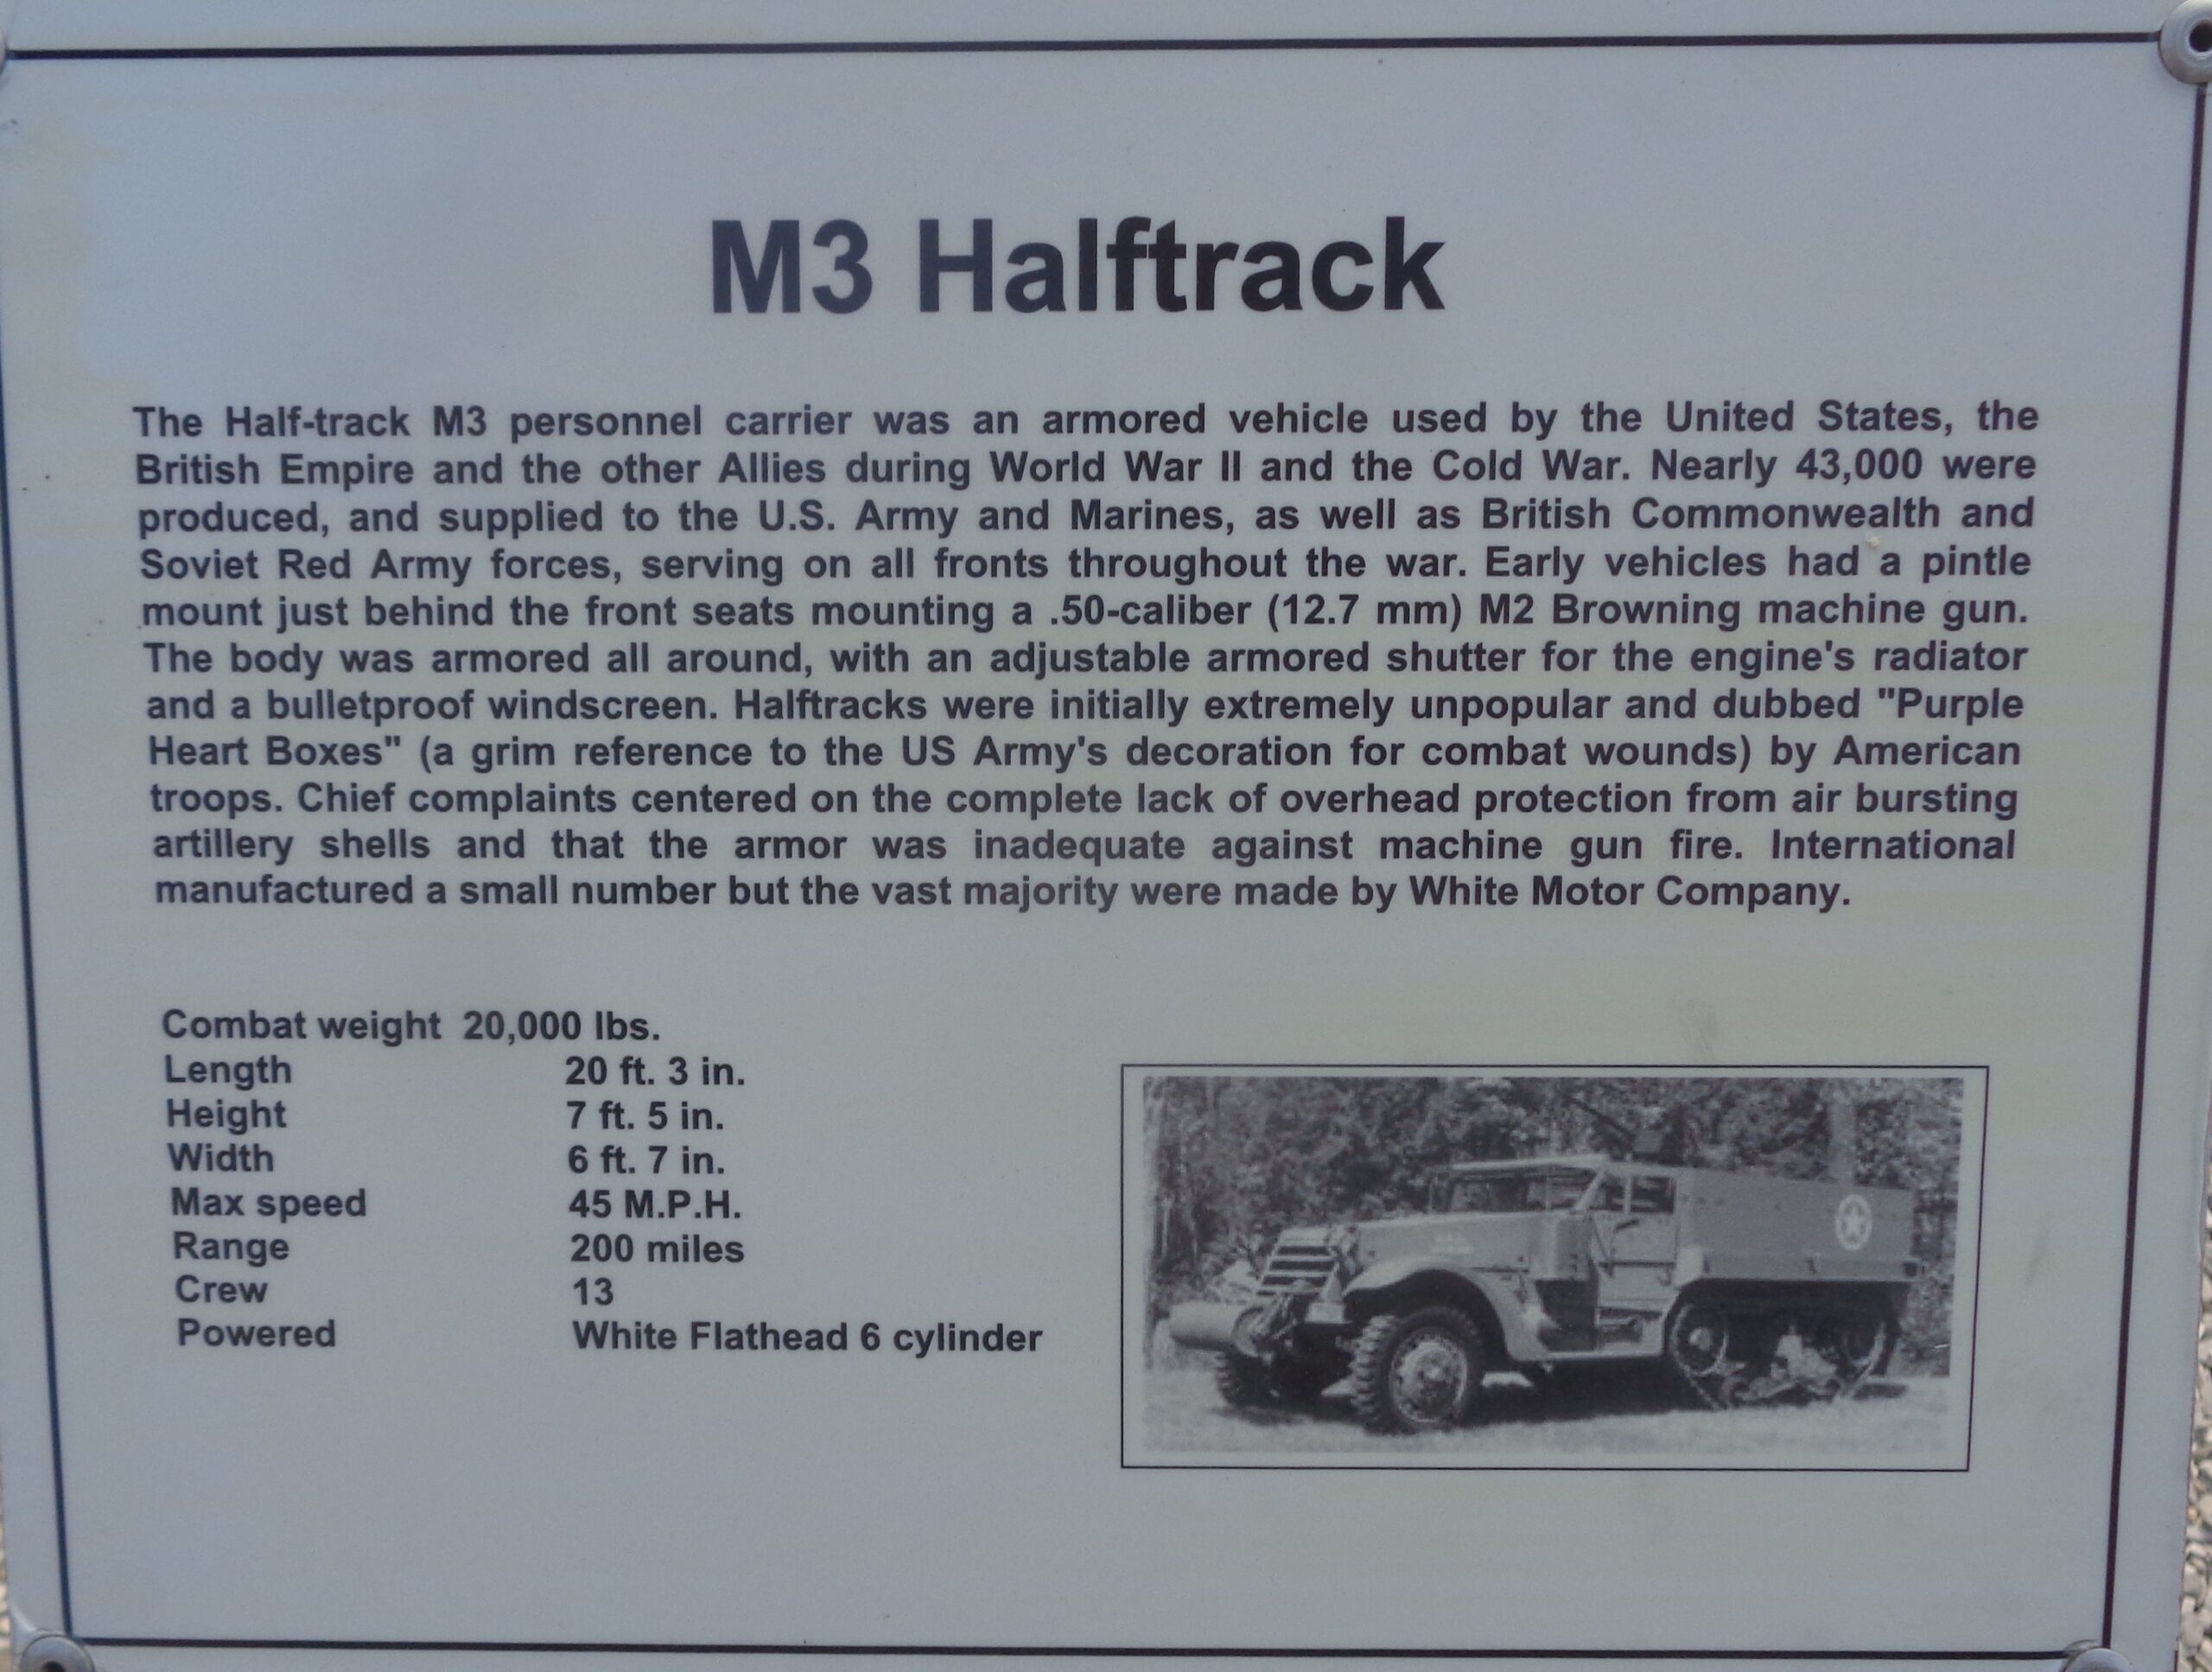 M3 Halftrack
The Half-track M3 personnel carrier was an armored vehicle used by the United States, the
British Empire and the other Allies during World War II and the Cold War. Nearly 43,000 were
produced, and supplied to the U.S. Army and Marines, as well as British Commonwealth and
Soviet Red Army forces, serving on all fronts throughout the war. Early vehicles had a pintle
mount just behind the front seats mounting a .50-caliber (12.7 mm) M2 Browning machine gun.
The body was armored all around, with an adjustable armored shutter for the engine's radiator
and a bulletproof windscreen. Halftracks were initially extremely unpopular and dubbed "Purple
Heart Boxes" (a grim reference to the US Army's decoration for combat wounds) by American
troops. Chief complaints centered on the complete lack of overhead protection from air bursting
artillery shells and that the armor was inadequate against machine gun fire. International
manufactured a small number but the vast majority were made by White Motor Company.
Combat weight 20,000 lbs.
Length 20 ft. 3 in.
Height 7 ft. 5 in.
Width 6 ft. 7 in.
Max speed 45 M.P.H.
Range 200 miles
Crew 13
Powered White Flathead 6 cylinder